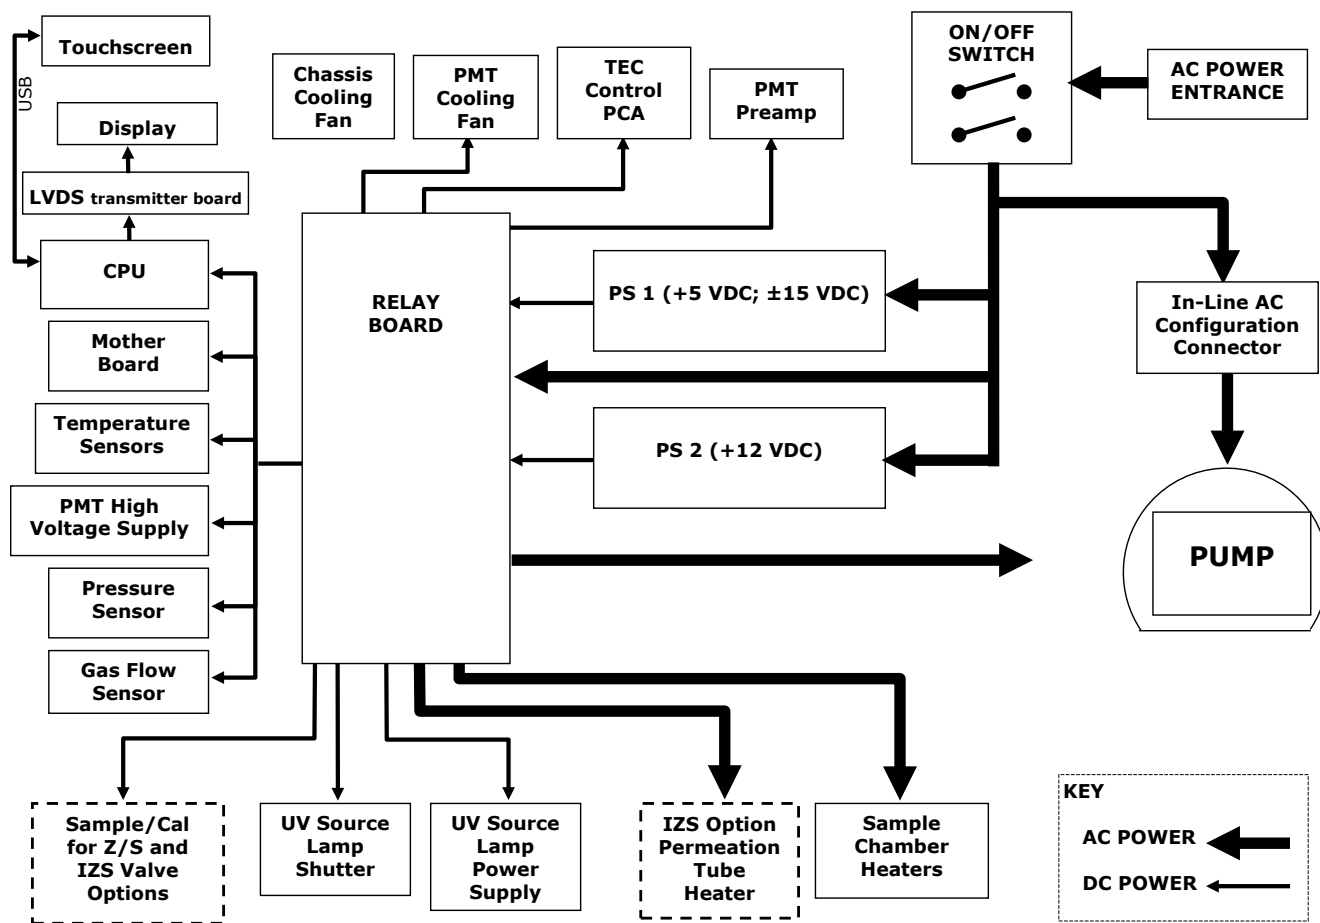 Touchscreen
USB
Display
LVDS transmitter board
CPU
Mother
Board
Temperature
Sensors
PMT High
Voltage Supply
Pressure
Sensor
Gas Flow
Sensor
Chassis
Cooling
Fan
PMT
Cooling
Fan
TEC
Control
PCA
PMT
Preamp
ON/OFF
SWITCH
AC POWER
ENTRANCE
RELAY
BOARD
PS 1 (+5 VDC; ±15 VDC)
PS 2 (+12 VDC)
In-Line AC
Configuration
Connector
PUMP
Sample/Cal
for Z/S and
IZS Valve
Options
UV Source
Lamp
Shutter
UV Source
Lamp
Power
Supply
IZS Option
Permeation
Tube
Heater
Sample
Chamber
Heaters
KEY
AC POWER
DC POWER